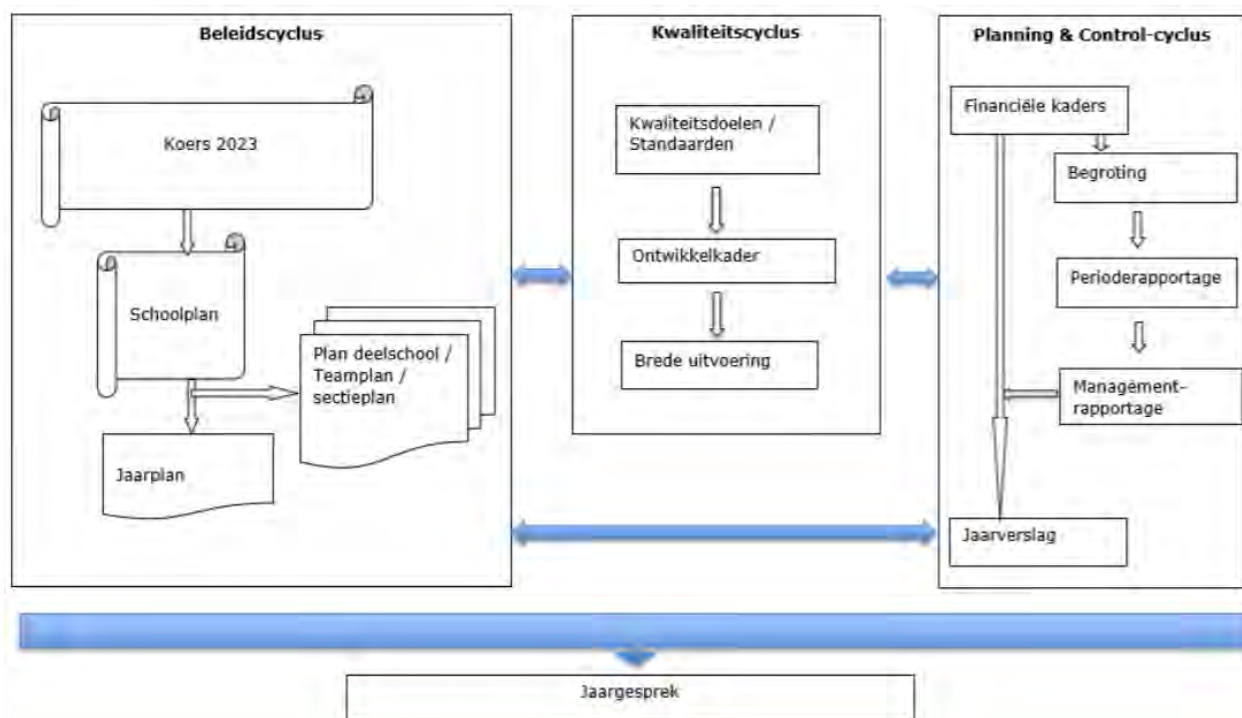 Beleidscyclus
Koers 2023
Schoolplan
Plan deelschool /
Teamplan /
sectieplan
Jaarplan
Kwaliteitscyclus
Kwaliteitsdoelen /
Standaarden
Ontwikkelkader
Brede uitvoering
Planning & Control-cyclus
Financiële kaders
Begroting
Perioderapportage
Management-
rapportage
Jaarverslag
Jaargesprek